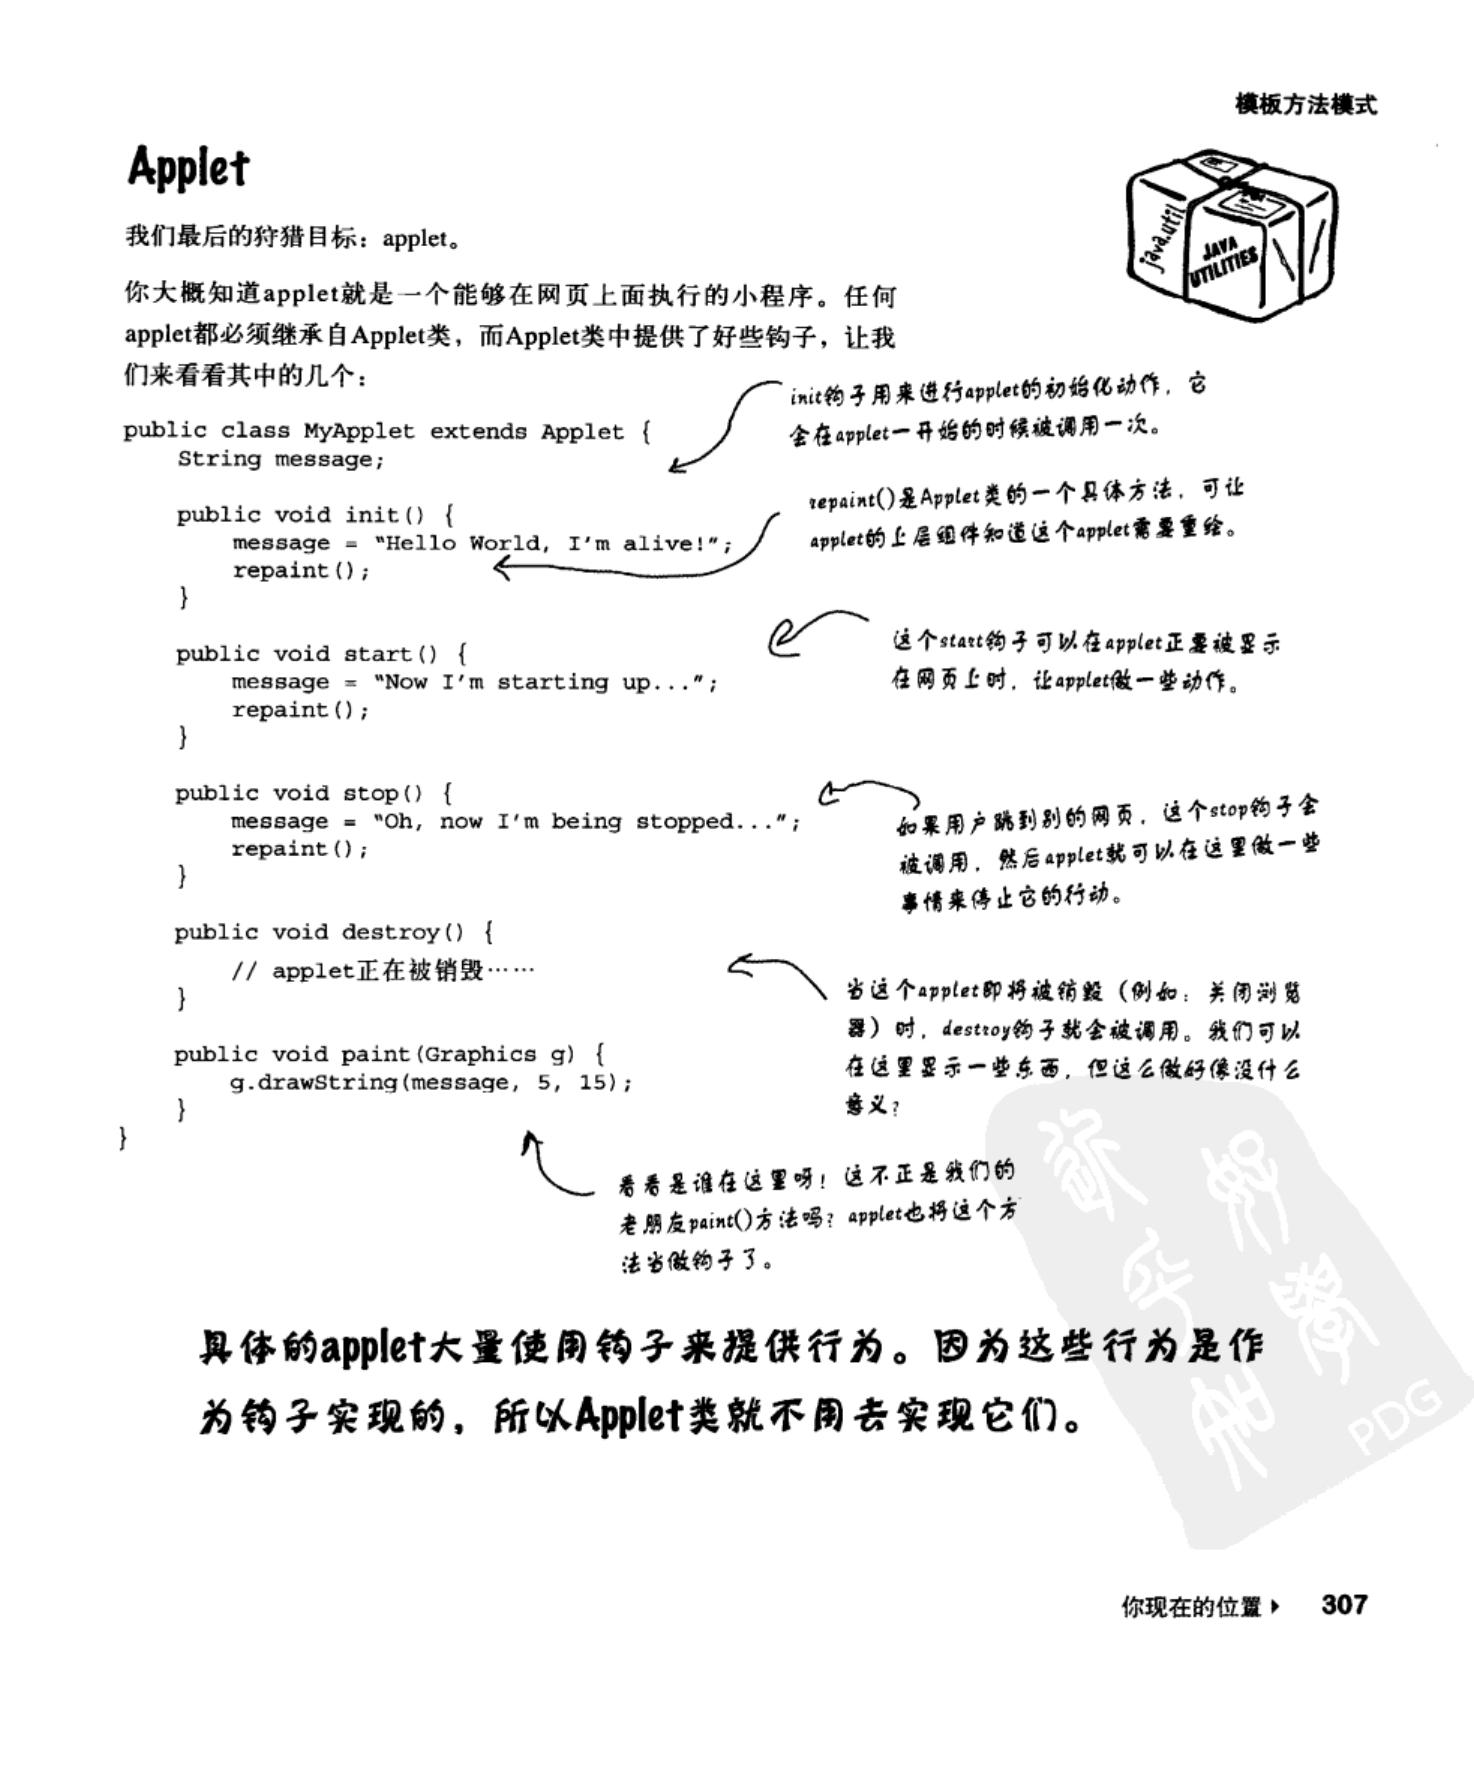 模板方法模式
Applet
java.util
JAVA
UTILITIES
我们最后的狩猎目标：applet。
你大概知道applet就是一个能够在网页上面执行的小程序。任何
applet都必须继承自Applet类，而Applet类中提供了好些钩子，让我
们来看看其中的几个：
init钩子用来进行applet的初始化动作，它
会在applet一开始的时候被调用一次。
public class MyApplet extends Applet {
String message;
repaint()是Applet类的一个具体方法，可让
applet的上层组件知道这个applet需要重绘。
public void init() {
message = "Hello World, I'm alive!";
repaint();
}
这个start钩子可以在applet正要被显示
在网页上时，让applet做一些动作。
public void start() {
message = "Now I'm starting up...";
repaint();
}
public void stop() {
message = "Oh, now I'm being stopped...";
repaint();
}
如果用户跳到别的网页，这个stop钩子会
被调用，然后applet就可以在这里做一些
事情来停止它的行动。
public void destroy() {
// applet正在被销毁……
}
当这个applet即将被销毁（例如：关闭浏览
器）时，destroy钩子就会被调用。我们可以
在这里显示一些东西，但这么做好像没什么
意义？
public void paint(Graphics g) {
g.drawString(message, 5, 15);
}
}
看看是谁在这里呀！这不正是我们的
老朋友paint()方法吗？applet也将这个方
法当做钩子了。
具体的applet大量使用钩子来提供行为。因为这些行为是作
为钩子实现的，所以Applet类就不用去实现它们。
PDG
你现在的位置▶ 307